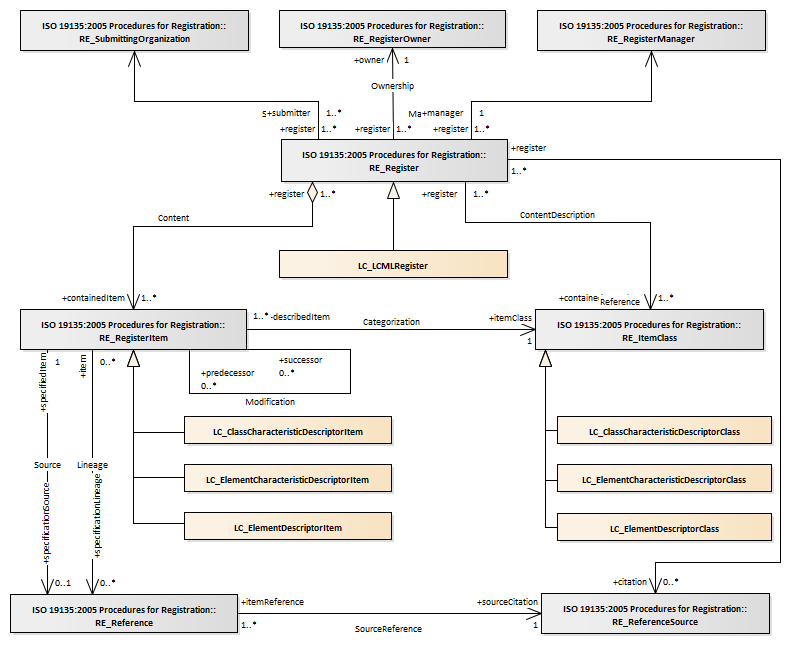 ISO 19135:2005 Procedures for Registration::
RE_SubmittingOrganization
ISO 19135:2005 Procedures for Registration::
RE_RegisterOwner
ISO 19135:2005 Procedures for Registration::
RE_RegisterManager
+owner 1
Ownership
S+submitter 1..*
Ma+manager 1
+register 1..*
+register 1..*
+register 1..*
ISO 19135:2005 Procedures for Registration::
RE_Register
+register
1..*
+register 1..*
+register 1..*
Content
ContentDescription
LC_LCMLRegister
+containedItem 1..*
+containe Reference 1..*
ISO 19135:2005 Procedures for Registration::
RE_RegisterItem
1..* -describedItem
Categorization
+itemClass
1
ISO 19135:2005 Procedures for Registration::
RE_ItemClass
+specifiedItem
1
+item
0..*
+successor
0..*
+predecessor
0..*
Modification
LC_ClassCharacteristicDescriptorItem
LC_ElementCharacteristicDescriptorItem
LC_ElementDescriptorItem
LC_ClassCharacteristicDescriptorClass
LC_ElementCharacteristicDescriptorClass
LC_ElementDescriptorClass
Source
Lineage
+specificationSource
+specificationLineage
0..1
0..*
+citation 0..*
ISO 19135:2005 Procedures for Registration::
RE_Reference
+itemReference
1..*
SourceReference
+sourceCitation
1
ISO 19135:2005 Procedures for Registration::
RE_ReferenceSource